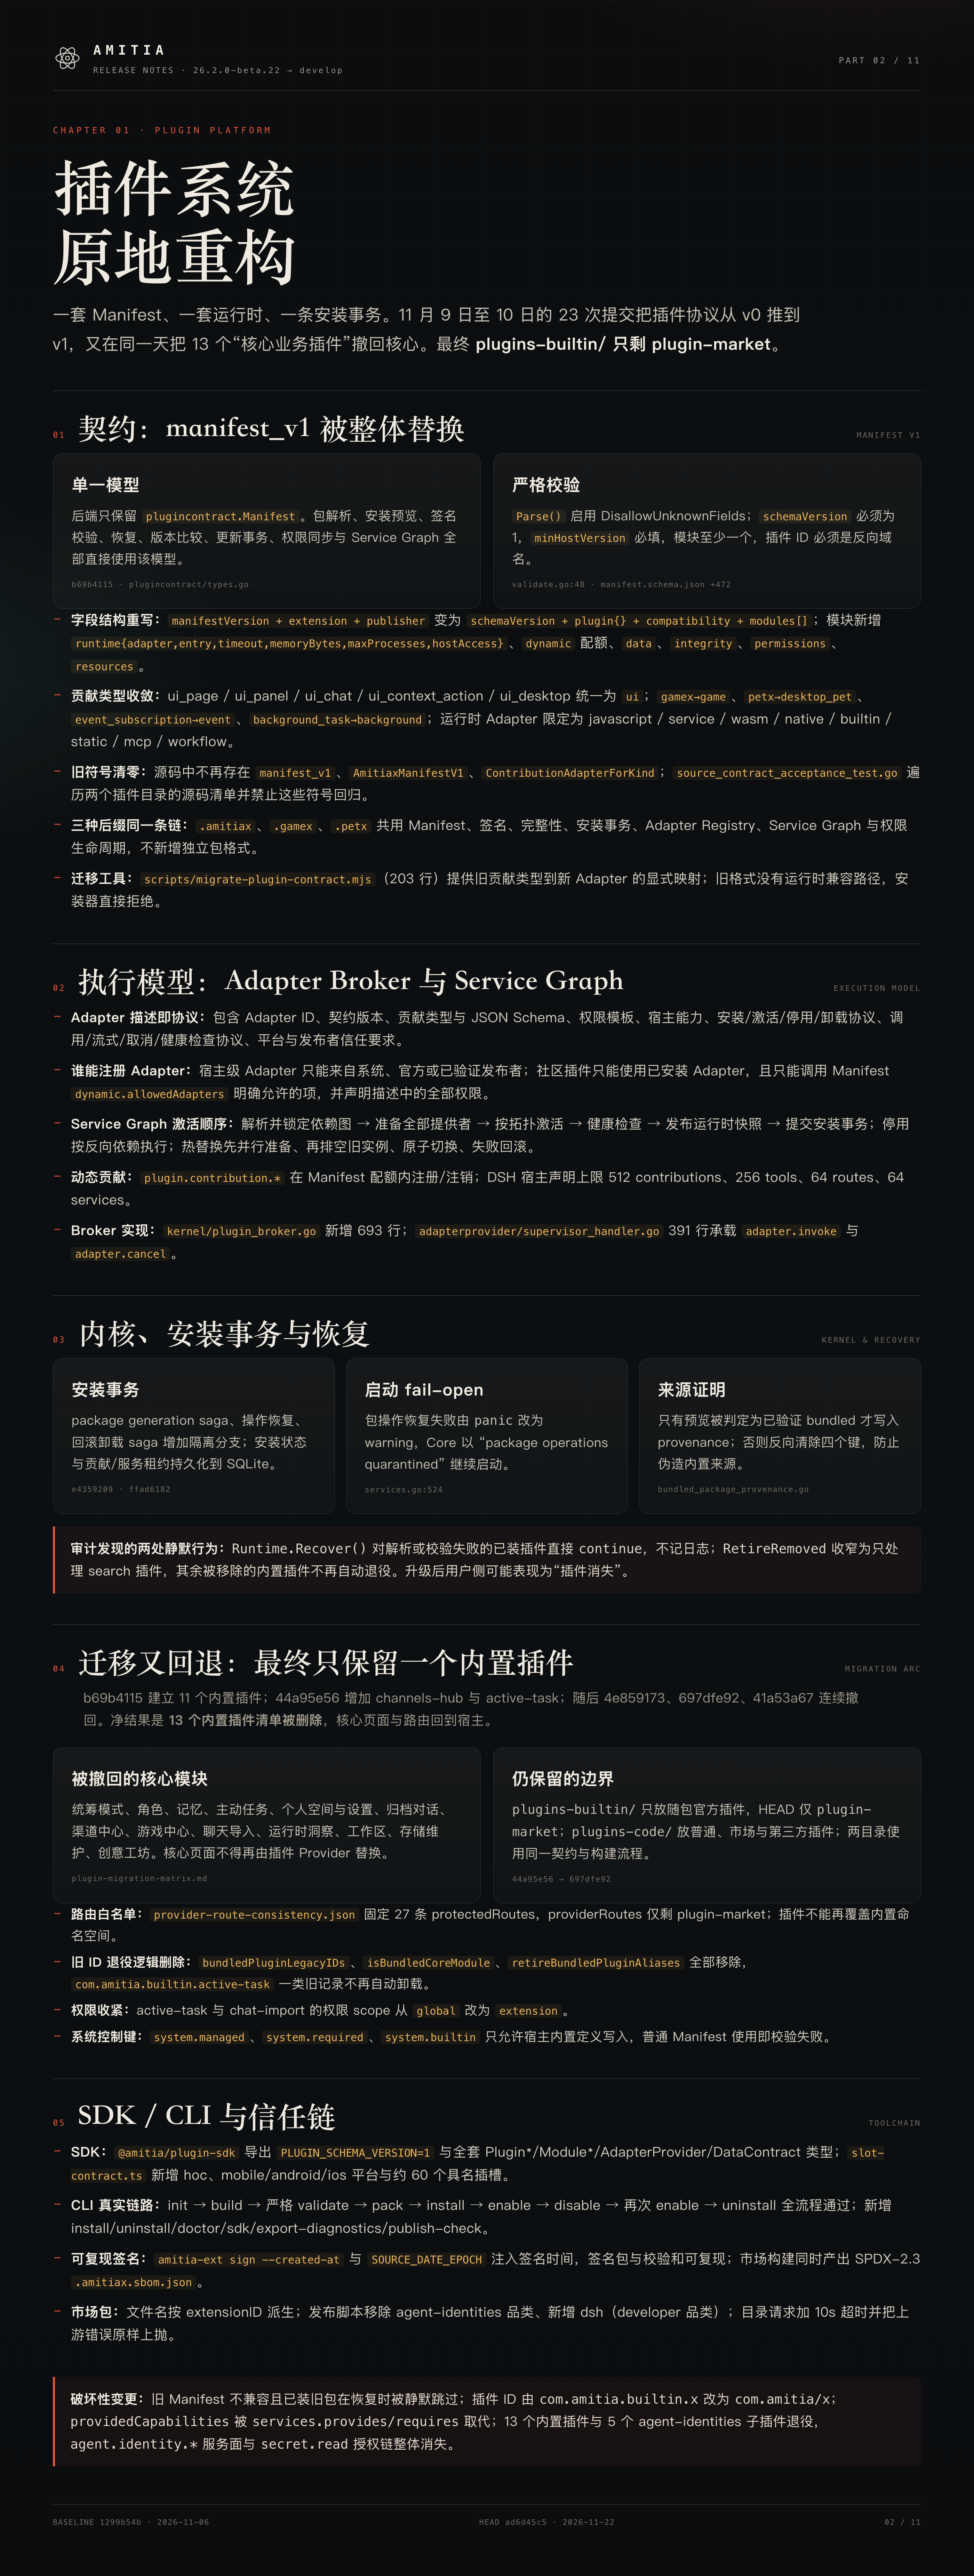 AMITIA
RELEASE NOTES · 26.2.0-beta.22 → develop
PART 02 / 11
CHAPTER 01 · PLUGIN PLATFORM
插件系统
原地重构
一套 Manifest、一套运行时、一条安装事务。11 月 9 日至 10 日的 23 次提交把插件协议从 v0 推到
v1，又在同一天把 13 个“核心业务插件”撤回核心。最终 plugins-builtin/ 只剩 plugin-market。
01 契约：manifest_v1 被整体替换
MANIFEST V1
单一模型
后端只保留 plugincontract.Manifest。包解析、安装预览、签名
校验、恢复、版本比较、更新事务、权限同步与 Service Graph 全
部直接使用该模型。
b69b4115 · plugincontract/types.go
严格校验
Parse() 启用 DisallowUnknownFields；schemaVersion 必须为
1，minHostVersion 必填，模块至少一个，插件 ID 必须是反向域
名。
validate.go:48 · manifest.schema.json +472
– 字段结构重写：manifestVersion + extension + publisher 变为 schemaVersion + plugin{} + compatibility + modules[]；模块新增
runtime{adapter,entry,timeout,memoryBytes,maxProcesses,hostAccess}、dynamic 配额、data、integrity、permissions、
resources。
– 贡献类型收敛：ui_page / ui_panel / ui_chat / ui_context_action / ui_desktop 统一为 ui；gamex→game、petx→desktop_pet、
event_subscription→event、background_task→background；运行时 Adapter 限定为 javascript / service / wasm / native / builtin /
static / mcp / workflow。
– 旧符号清零：源码中不再存在 manifest_v1、AmitiaxManifestV1、ContributionAdapterForKind；source_contract_acceptance_test.go 遍
历两个插件目录的源码清单并禁止这些符号回归。
– 三种后缀同一条链：.amitiax、.gamex、.petx 共用 Manifest、签名、完整性、安装事务、Adapter Registry、Service Graph 与权限
生命周期，不新增独立包格式。
– 迁移工具：scripts/migrate-plugin-contract.mjs（203 行）提供旧贡献类型到新 Adapter 的显式映射；旧格式没有运行时兼容路径，安
装器直接拒绝。
02 执行模型：Adapter Broker 与 Service Graph
EXECUTION MODEL
– Adapter 描述即协议：包含 Adapter ID、契约版本、贡献类型与 JSON Schema、权限模板、宿主能力、安装/激活/停用/卸载协议、调
用/流式/取消/健康检查协议、平台与发布者信任要求。
– 谁能注册 Adapter：宿主级 Adapter 只能来自系统、官方或已验证发布者；社区插件只能使用已安装 Adapter，且只能调用 Manifest
dynamic.allowedAdapters 明确允许的项，并声明描述中的全部权限。
– Service Graph 激活顺序：解析并锁定依赖图 → 准备全部提供者 → 按拓扑激活 → 健康检查 → 发布运行时快照 → 提交安装事务；停用
按反向依赖执行；热替换先并行准备、再排空旧实例、原子切换、失败回滚。
– 动态贡献：plugin.contribution.* 在 Manifest 配额内注册/注销；DSH 宿主声明上限 512 contributions、256 tools、64 routes、64
services。
– Broker 实现：kernel/plugin_broker.go 新增 693 行；adapterprovider/supervisor_handler.go 391 行承载 adapter.invoke 与
adapter.cancel。
03 内核、安装事务与恢复
KERNEL & RECOVERY
安装事务
package generation saga、操作恢复、
回滚卸载 saga 增加隔离分支；安装状态
与贡献/服务租约持久化到 SQLite。
e4359209 · ffad6182
启动 fail-open
包操作恢复失败由 panic 改为
warning，Core 以 “package operations
quarantined” 继续启动。
services.go:524
来源证明
只有预览被判定为已验证 bundled 才写入
provenance；否则反向清除四个键，防止
伪造内置来源。
bundled_package_provenance.go
审计发现的两处静默行为：Runtime.Recover() 对解析或校验失败的已装插件直接 continue，不记日志；RetireRemoved 收窄为只处
理 search 插件，其余被移除的内置插件不再自动退役。升级后用户侧可能表现为“插件消失”。
04 迁移又回退：最终只保留一个内置插件
MIGRATION ARC
b69b4115 建立 11 个内置插件；44a95e56 增加 channels-hub 与 active-task；随后 4e859173、697dfe92、41a53a67 连续撤
回。净结果是 13 个内置插件清单被删除，核心页面与路由回到宿主。
被撤回的核心模块
统筹模式、角色、记忆、主动任务、个人空间与设置、归档对话、
渠道中心、游戏中心、聊天导入、运行时洞察、工作区、存储维
护、创意工坊。核心页面不得再由插件 Provider 替换。
plugin-migration-matrix.md
仍保留的边界
plugins-builtin/ 只放随包官方插件，HEAD 仅 plugin-
market；plugins-code/ 放普通、市场与第三方插件；两目录使
用同一契约与构建流程。
44a95e56 → 697dfe92
– 路由白名单：provider-route-consistency.json 固定 27 条 protectedRoutes，providerRoutes 仅剩 plugin-market；插件不能再覆盖内置命
名空间。
– 旧 ID 退役逻辑删除：bundledPluginLegacyIDs、isBundledCoreModule、retireBundledPluginAliases 全部移除，
com.amitia.builtin.active-task 一类旧记录不再自动卸载。
– 权限收紧：active-task 与 chat-import 的权限 scope 从 global 改为 extension。
– 系统控制键：system.managed、system.required、system.builtin 只允许宿主内置定义写入，普通 Manifest 使用即校验失败。
05 SDK / CLI 与信任链
TOOLCHAIN
– SDK：@amitia/plugin-sdk 导出 PLUGIN_SCHEMA_VERSION=1 与全套 Plugin*/Module*/AdapterProvider/DataContract 类型；slot-
contract.ts 新增 hoc、mobile/android/ios 平台与约 60 个具名插槽。
– CLI 真实链路：init → build → 严格 validate → pack → install → enable → disable → 再次 enable → uninstall 全流程通过；新增
install/uninstall/doctor/sdk/export-diagnostics/publish-check。
– 可复现签名：amitia-ext sign --created-at 与 SOURCE_DATE_EPOCH 注入签名时间，签名包与校验和可复现；市场构建同时产出 SPDX-2.3
.amitiax.sbom.json。
– 市场包：文件名按 extensionID 派生；发布脚本移除 agent-identities 品类、新增 dsh（developer 品类）；目录请求加 10s 超时并把上
游错误原样上抛。
破坏性变更：旧 Manifest 不兼容且已装旧包在恢复时被静默跳过；插件 ID 由 com.amitia.builtin.x 改为 com.amitia/x；
providedCapabilities 被 services.provides/requires 取代；13 个内置插件与 5 个 agent-identities 子插件退役，
agent.identity.* 服务面与 secret.read 授权链整体消失。
BASELINE 1299b54b · 2026-11-06
HEAD ad6d45c5 · 2026-11-22
02 / 11